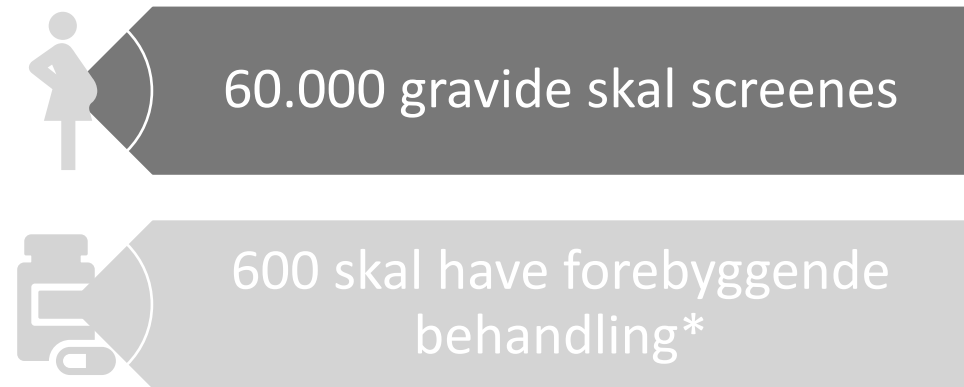 60.000 gravide skal screenes
600 skal have forebyggende
behandling*